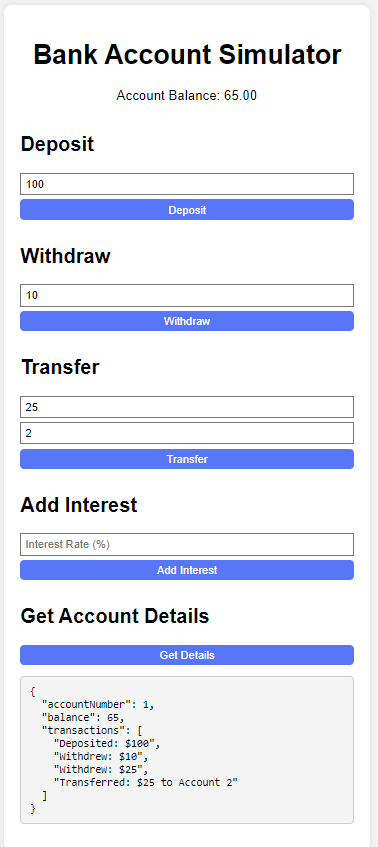 Bank Account Simulator
Account Balance: 65.00
Deposit
100
Deposit
Withdraw
10
Withdraw
Transfer
25
2
Transfer
Add Interest
Interest Rate (%)
Add Interest
Get Account Details
Get Details
{
  "accountNumber": 1,
  "balance": 65,
  "transactions": [
    "Deposited: $100",
    "Withdrew: $10",
    "Withdrew: $25",
    "Transferred: $25 to Account 2"
  ]
}